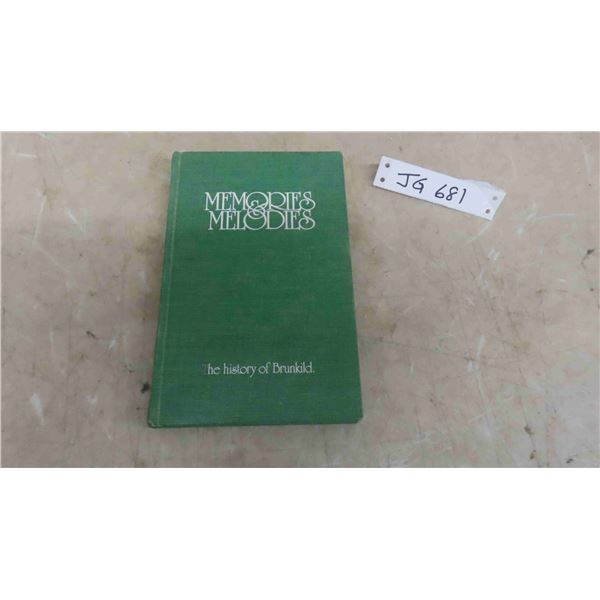 MEMORIES
& MELODIES
The history of Brunkild.
JG 681